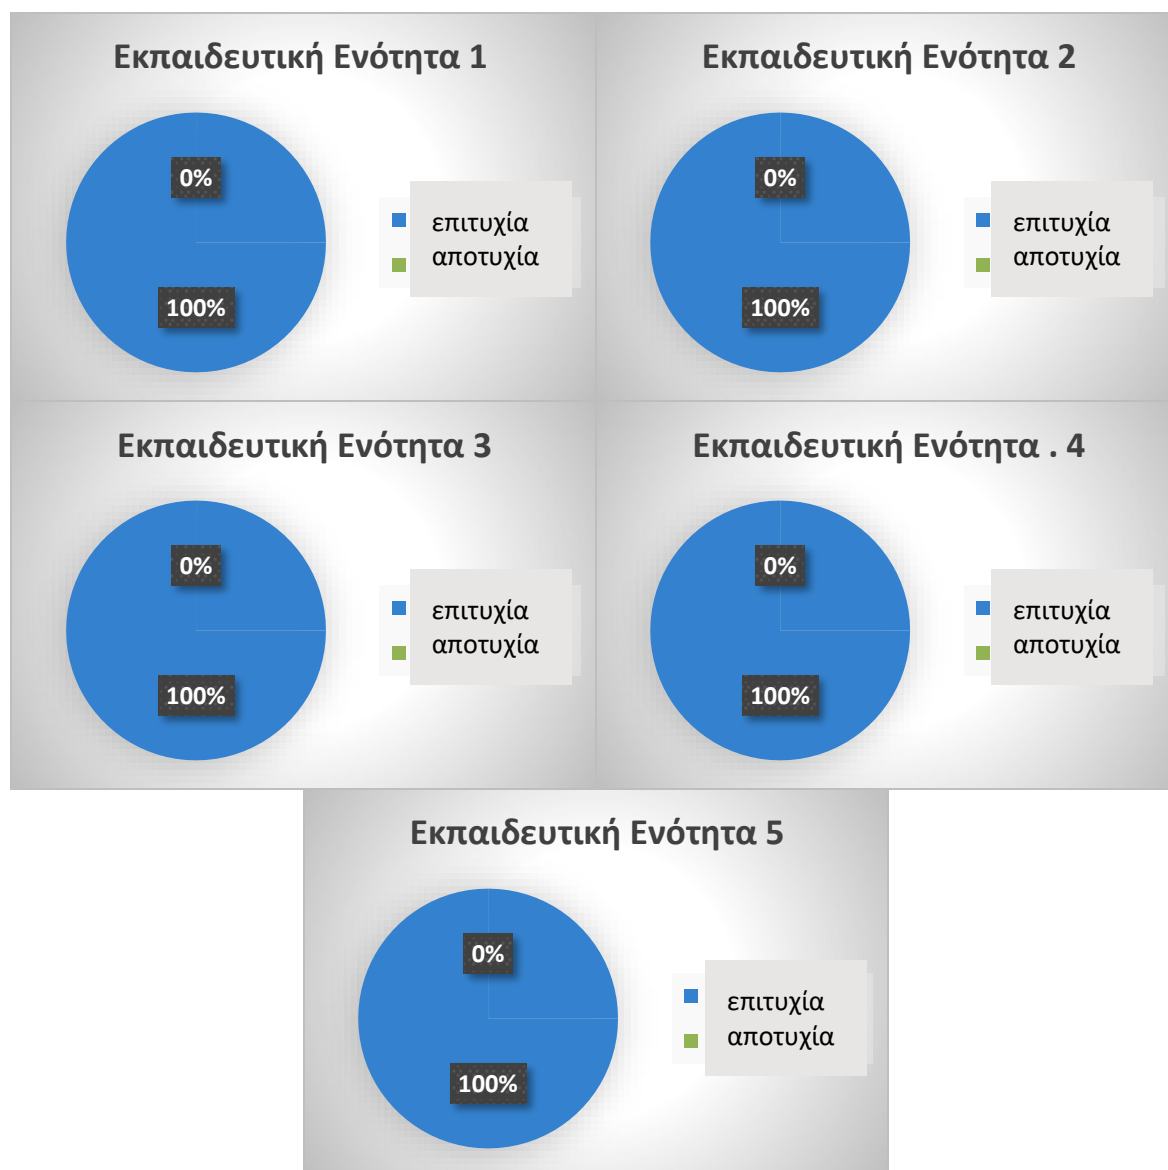 Εκπαιδευτική Ενότητα 1
0%
100%
επιτυχία
αποτυχία
Εκπαιδευτική Ενότητα 2
0%
100%
επιτυχία
αποτυχία
Εκπαιδευτική Ενότητα 3
0%
100%
επιτυχία
αποτυχία
Εκπαιδευτική Ενότητα . 4
0%
100%
επιτυχία
αποτυχία
Εκπαιδευτική Ενότητα 5
0%
100%
επιτυχία
αποτυχία